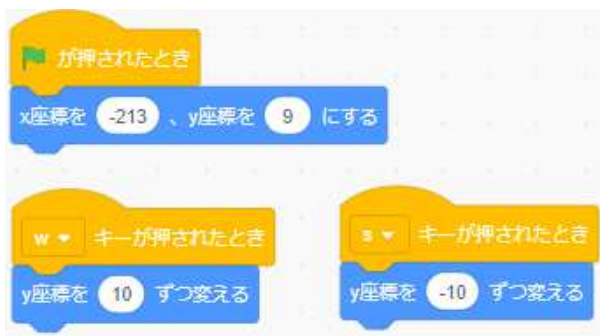 が押されたとき
x座標を -213 、y座標を 9 にする
w キーが押されたとき
y座標を 10 ずつ変える
s キーが押されたとき
y座標を -10 ずつ変える